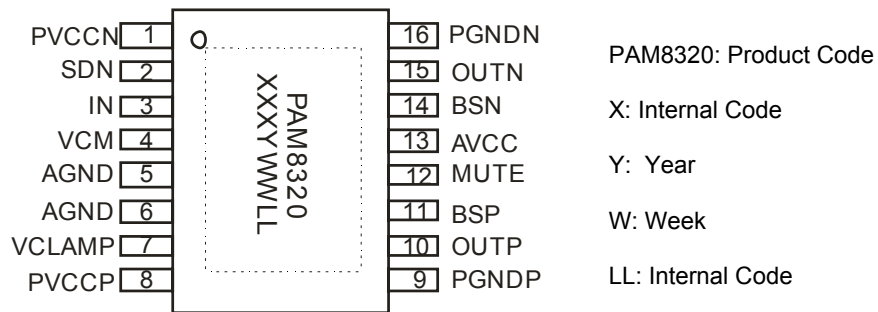 PVCCN 1 16 PGNDN
SDN 2 15 OUTN
IN 3 14 BSN
VCM 4 13 AVCC
AGND 5 12 MUTE
AGND 6 11 BSP
VCLAMP 7 10 OUTP
PVCCP 8 9 PGNDP
PAM8320
XXXYWWLL
PAM8320: Product Code
X: Internal Code
Y: Year
W: Week
LL: Internal Code